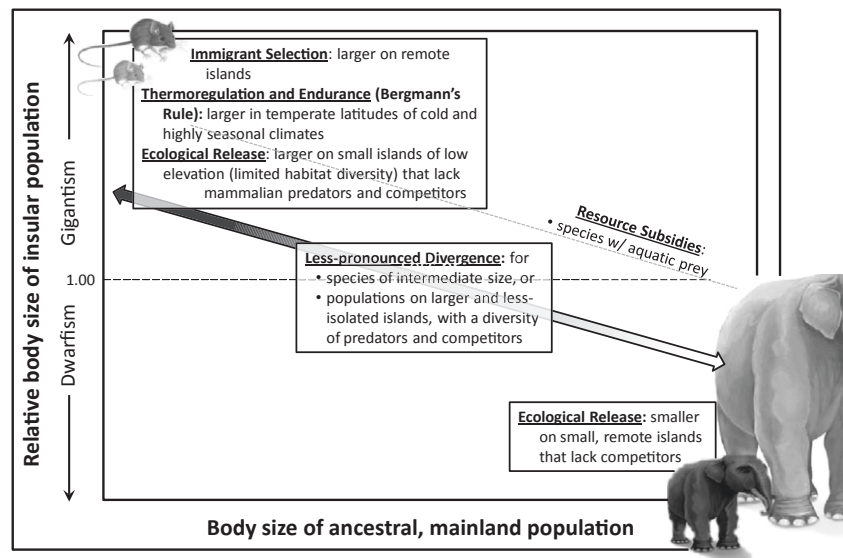 Relative body size of insular population
Gigantism
1.00
Dwarfism
Immigrant Selection: larger on remote
islands
Thermoregulation and Endurance (Bergmann's
Rule): larger in temperate latitudes of cold and
highly seasonal climates
Ecological Release: larger on small islands of low
elevation (limited habitat diversity) that lack
mammalian predators and competitors
Resource Subsidies:
• species w/ aquatic prey
Less-pronounced Divergence: for
• species of intermediate size, or
• populations on larger and less-
isolated islands, with a diversity
of predators and competitors
Ecological Release: smaller
on small, remote islands
that lack competitors
Body size of ancestral, mainland population